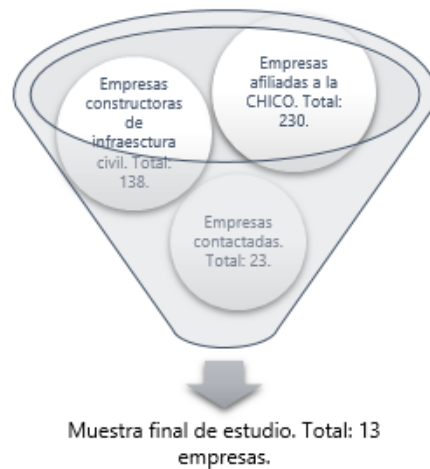 Empresas
constructoras
de
infraesctura
civil. Total:
138.
Empresas
afiliadas a la
CHICO. Total:
230.
Empresas
contactadas.
Total: 23.
Muestra final de estudio. Total: 13
empresas.